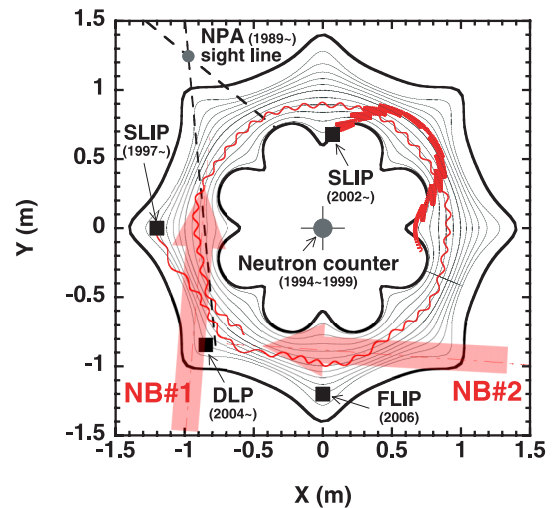 1.5
NPA (1989~)
sight line
1
SLIP
(1997~)
0.5
SLIP
(2002~)
Y (m)
0
Neutron counter
(1994~1999)
-0.5
-1
NB#1
DLP
(2004~)
FLIP
(2006)
NB#2
-1.5
-1.5 -1 -0.5 0 0.5 1 1.5
X (m)